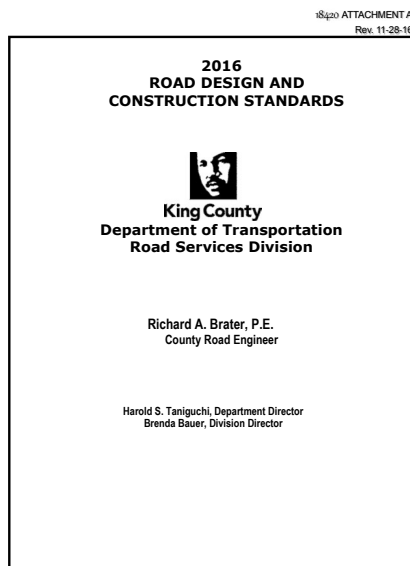 18420 ATTACHMENT A
Rev. 11-28-16
2016
ROAD DESIGN AND
CONSTRUCTION STANDARDS
King County
Department of Transportation
Road Services Division
Richard A. Brater, P.E.
County Road Engineer
Harold S. Taniguchi, Department Director
Brenda Bauer, Division Director